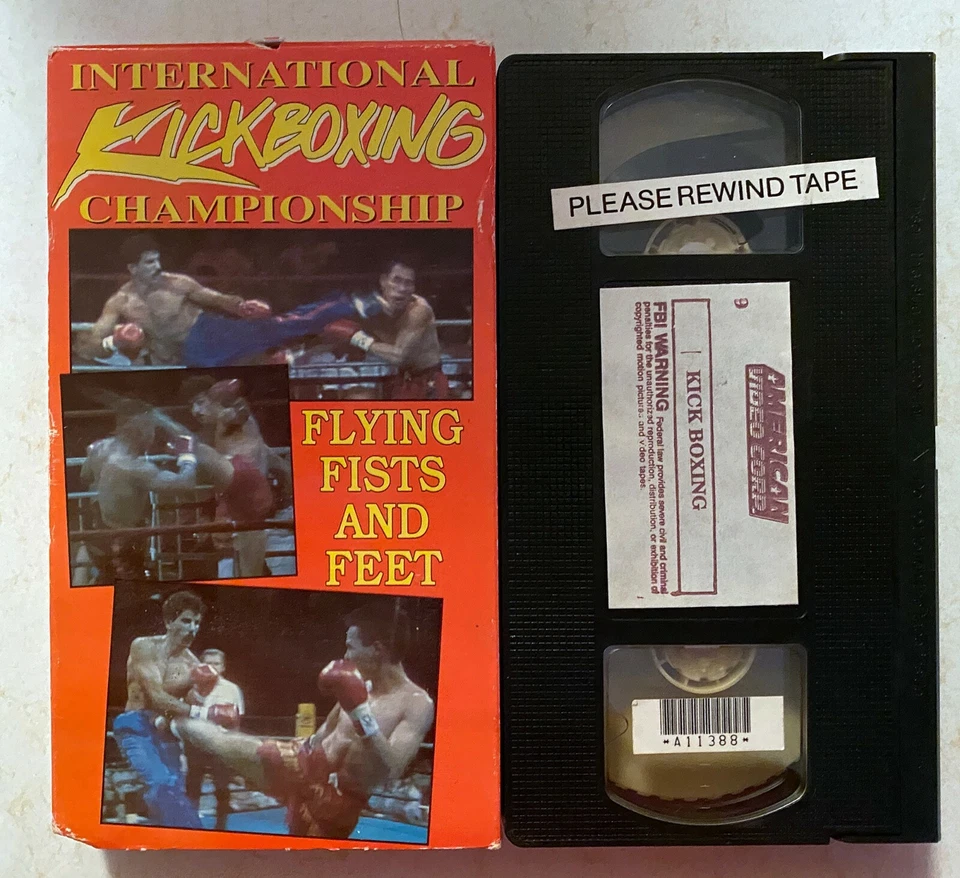 INTERNATIONAL
KICKBOXING
CHAMPIONSHIP
FLYING
FISTS
AND
FEET
PLEASE REWIND TAPE
AMERICAN
VIDEO CORP
KICK BOXING
FBI WARNING Federal law provides severe civil and criminal
penalties for the unauthorized reproduction, distribution, or exhibition of
copyrighted motion pictures and video tapes.
*A11388*